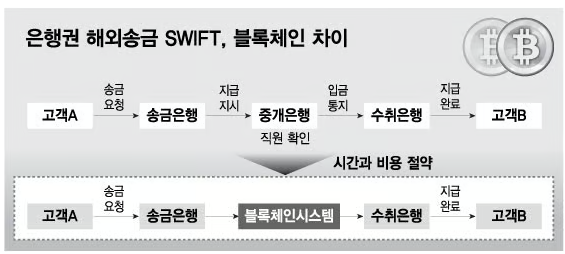 은행권 해외송금 SWIFT, 블록체인 차이
송금
요청
지급
지시
입금
통지
지급
완료
고객A
송금은행
중개은행
수취은행
고객B
직원 확인
시간과 비용 절약
송금
요청
지급
완료
고객A
송금은행
블록체인시스템
수취은행
고객B